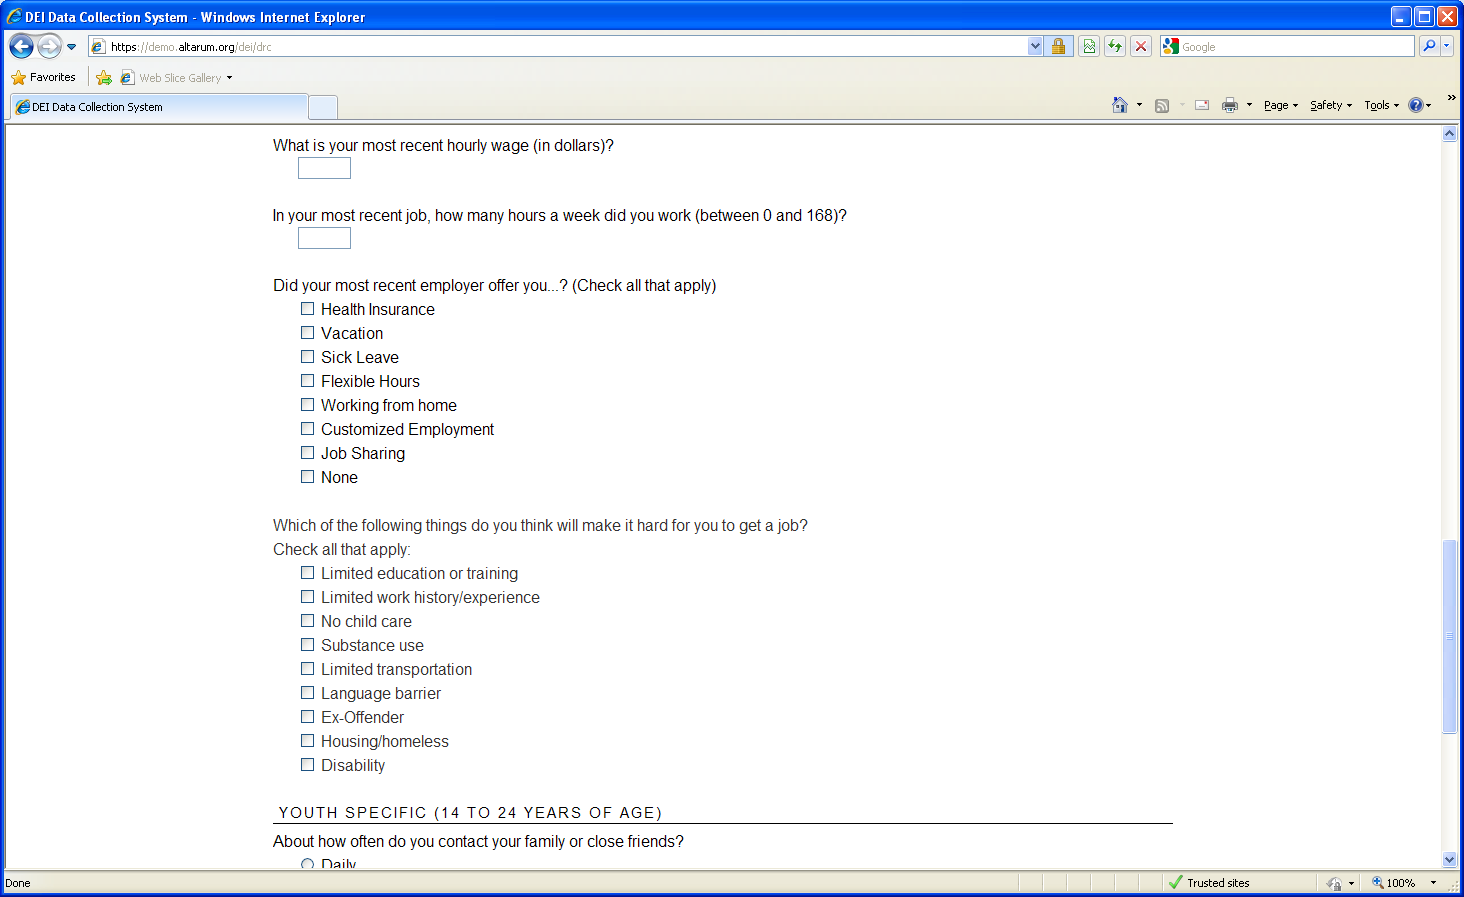 DEI Data Collection System - Windows Internet Explorer
https://demo.altarum.org/dei/drc
Google
Favorites
Web Slice Gallery
DEI Data Collection System
Page
Safety
Tools
What is your most recent hourly wage (in dollars)?
In your most recent job, how many hours a week did you work (between 0 and 168)?
Did your most recent employer offer you...? (Check all that apply)
Health Insurance
Vacation
Sick Leave
Flexible Hours
Working from home
Customized Employment
Job Sharing
None
Which of the following things do you think will make it hard for you to get a job?
Check all that apply:
Limited education or training
Limited work history/experience
No child care
Substance use
Limited transportation
Language barrier
Ex-Offender
Housing/homeless
Disability
YOUTH SPECIFIC (14 TO 24 YEARS OF AGE)
About how often do you contact your family or close friends?
Daily
Done
Trusted sites
100%